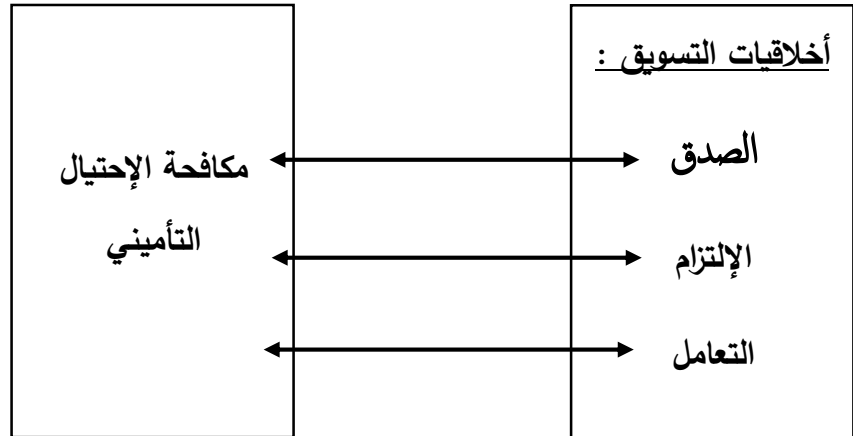 أخلاقيات التسويق :
الصدق
الإلتزام
التعامل
مكافحة الإحتيال
التأميني